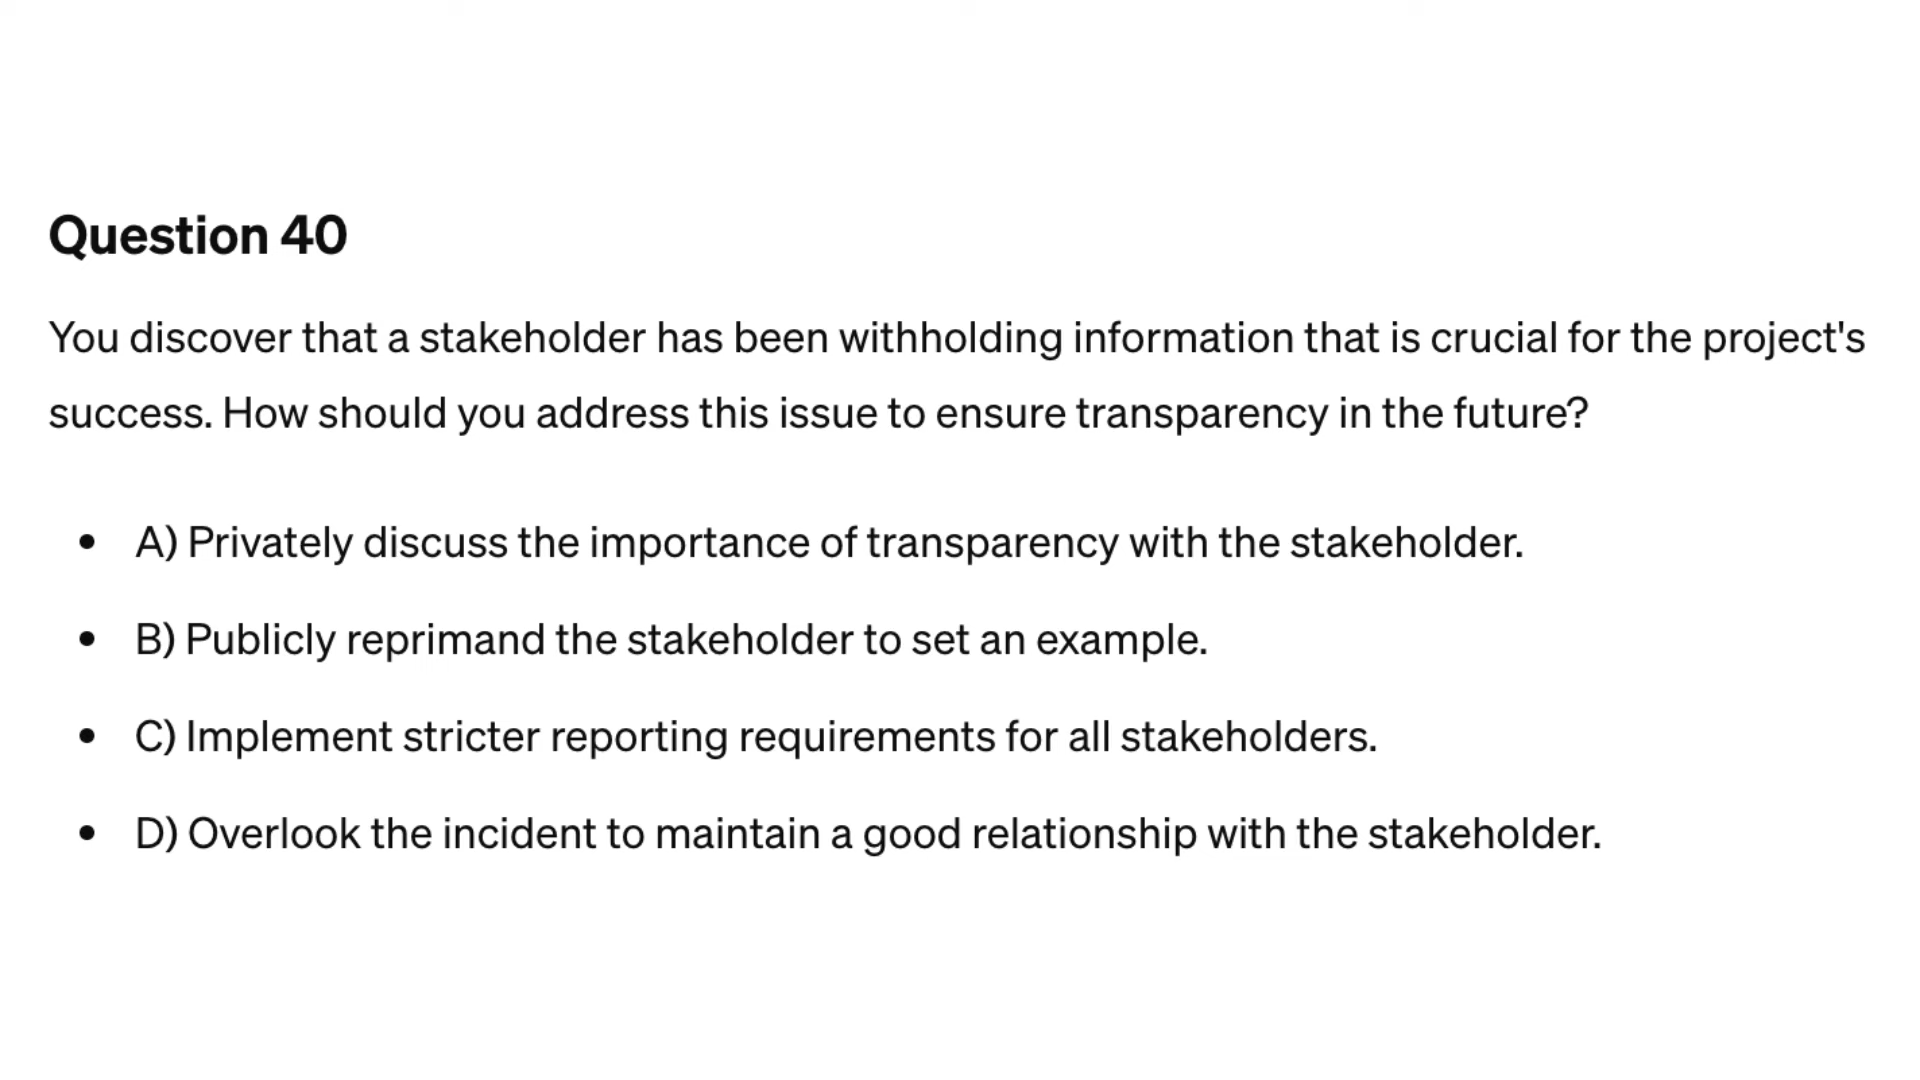 Question 40
You discover that a stakeholder has been withholding information that is crucial for the project's
success. How should you address this issue to ensure transparency in the future?
• A) Privately discuss the importance of transparency with the stakeholder.
• B) Publicly reprimand the stakeholder to set an example.
• C) Implement stricter reporting requirements for all stakeholders.
• D) Overlook the incident to maintain a good relationship with the stakeholder.